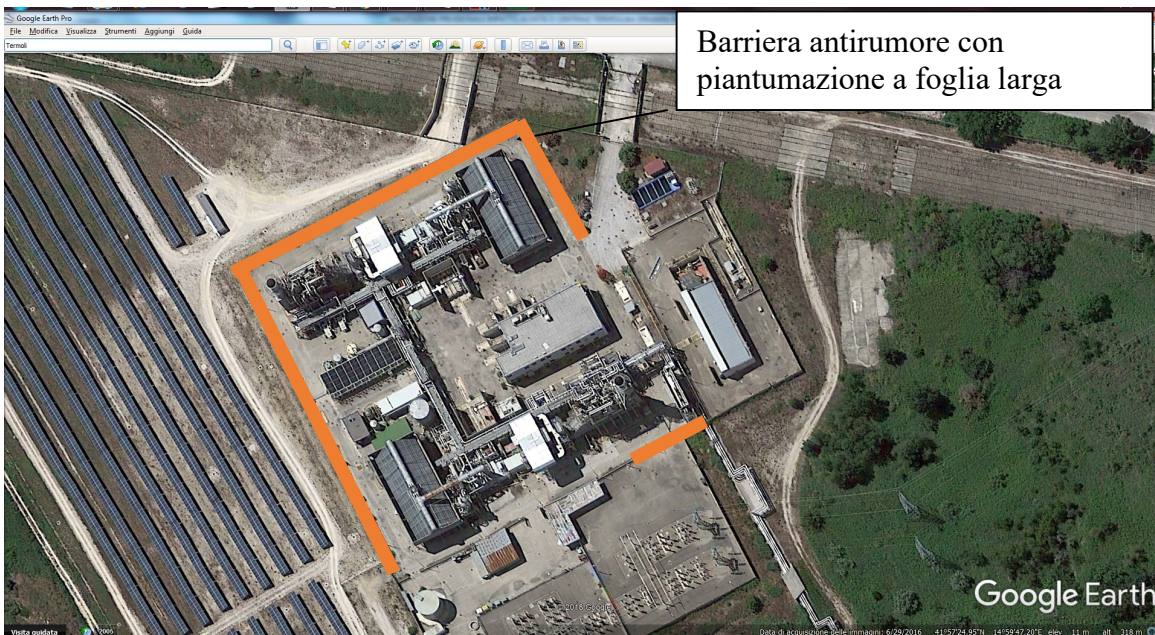 Google Earth Pro
File Modifica Visualizza Strumenti Aggiungi Guida
Termoli
Barriera antirumore con
piantumazione a foglia larga
© 2018 Google
Google Earth
Visita guidata
2005
Data di acquisizione delle immagini: 6/29/2016 41°57'24.95"N 14°59'47.20"E elev 11 m alt 318 m